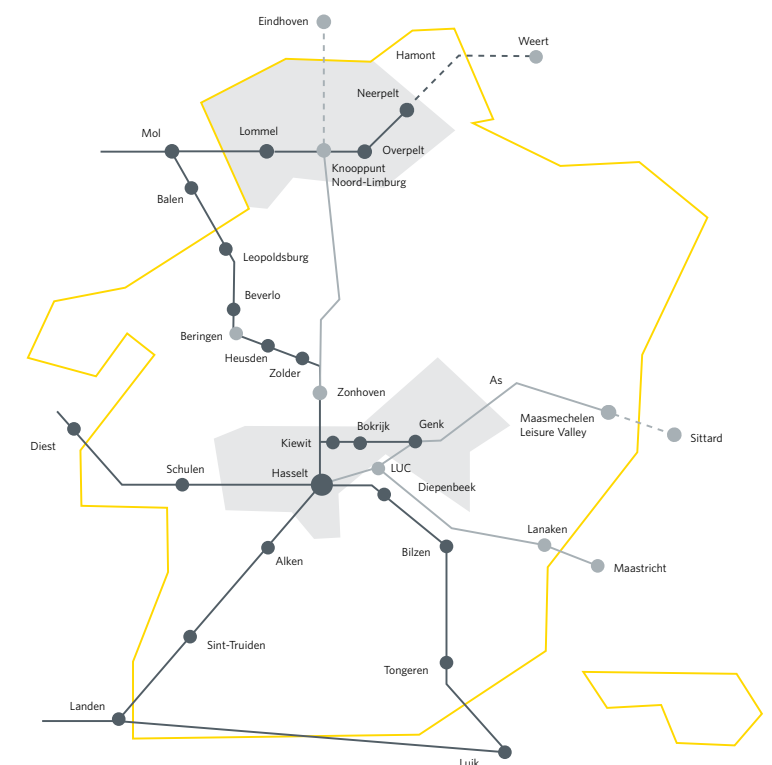 Eindhoven
Weert
Hamont
Neerpelt
Mol
Lommel
Overpelt
Knooppunt
Noord-Limburg
Balen
Leopoldsburg
Beverlo
Beringen
Heusden
Zolder
As
Zonhoven
Maasmechelen
Leisure Valley
Sittard
Bokrijk
Genk
Kiewit
Diest
Schulen
Hasselt
LUC
Diepenbeek
Lanaken
Bilzen
Alken
Maastricht
Sint-Truiden
Tongeren
Landen
Luik